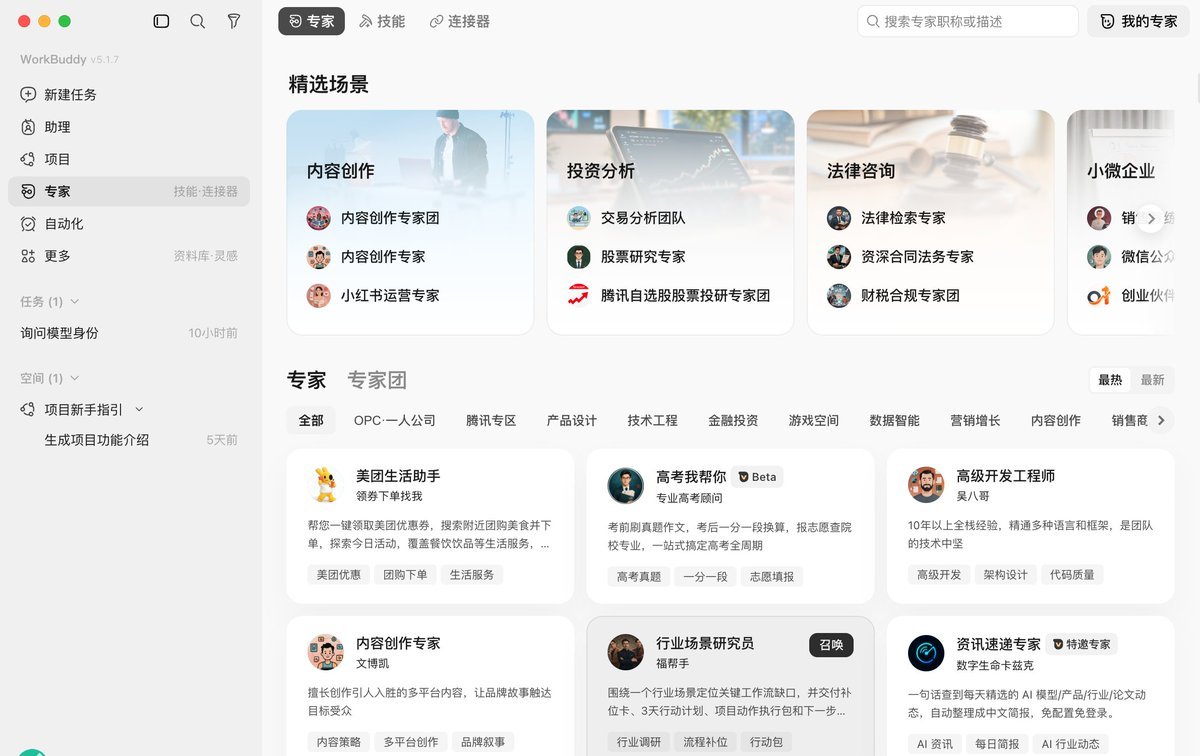 专家
技能
连接器
搜索专家职称或描述
我的专家
WorkBuddy v5.1.7
新建任务
助理
项目
专家
技能·连接器
自动化
更多
资料库·灵感
任务 (1)
询问模型身份
10小时前
空间 (1)
项目新手指引
生成项目功能介绍
5天前
精选场景
内容创作
内容创作专家团
内容创作专家
小红书运营专家
投资分析
交易分析团队
股票研究专家
腾讯自选股股票投研专家团
法律咨询
法律检索专家
资深合同法务专家
财税合规专家团
小微企业
销
微信公众
创业伙伴
专家
专家团
最热
最新
全部
OPC·一人公司
腾讯专区
产品设计
技术工程
金融投资
游戏空间
数据智能
营销增长
内容创作
销售商
美团生活助手
领券下单找我
帮您一键领取美团优惠券，搜索附近团购美食并下
单，探索今日活动，覆盖餐饮饮品等生活服务，...
美团优惠
团购下单
生活服务
高考我帮你
Beta
专业高考顾问
考前刷真题作文，考后一分一段换算，报志愿查院
校专业，一站式搞定高考全周期
高考真题
一分一段
志愿填报
高级开发工程师
吴八哥
10年以上全栈经验，精通多种语言和框架，是团队
的技术中坚
高级开发
架构设计
代码质量
内容创作专家
文博凯
擅长创作引人入胜的多平台内容，让品牌故事触达
目标受众
内容策略
多平台创作
品牌叙事
行业场景研究员
召唤
福帮手
围绕一个行业场景定位关键工作流缺口，并交付补
位卡、3天行动计划、项目动作执行包和下一步...
行业调研
流程补位
行动包
资讯速递专家
特邀专家
数字生命卡兹克
一句话查到每天精选的 AI 模型/产品/行业/论文动
态，自动整理成中文简报，免配置免登录。
AI 资讯
每日简报
AI 行业动态